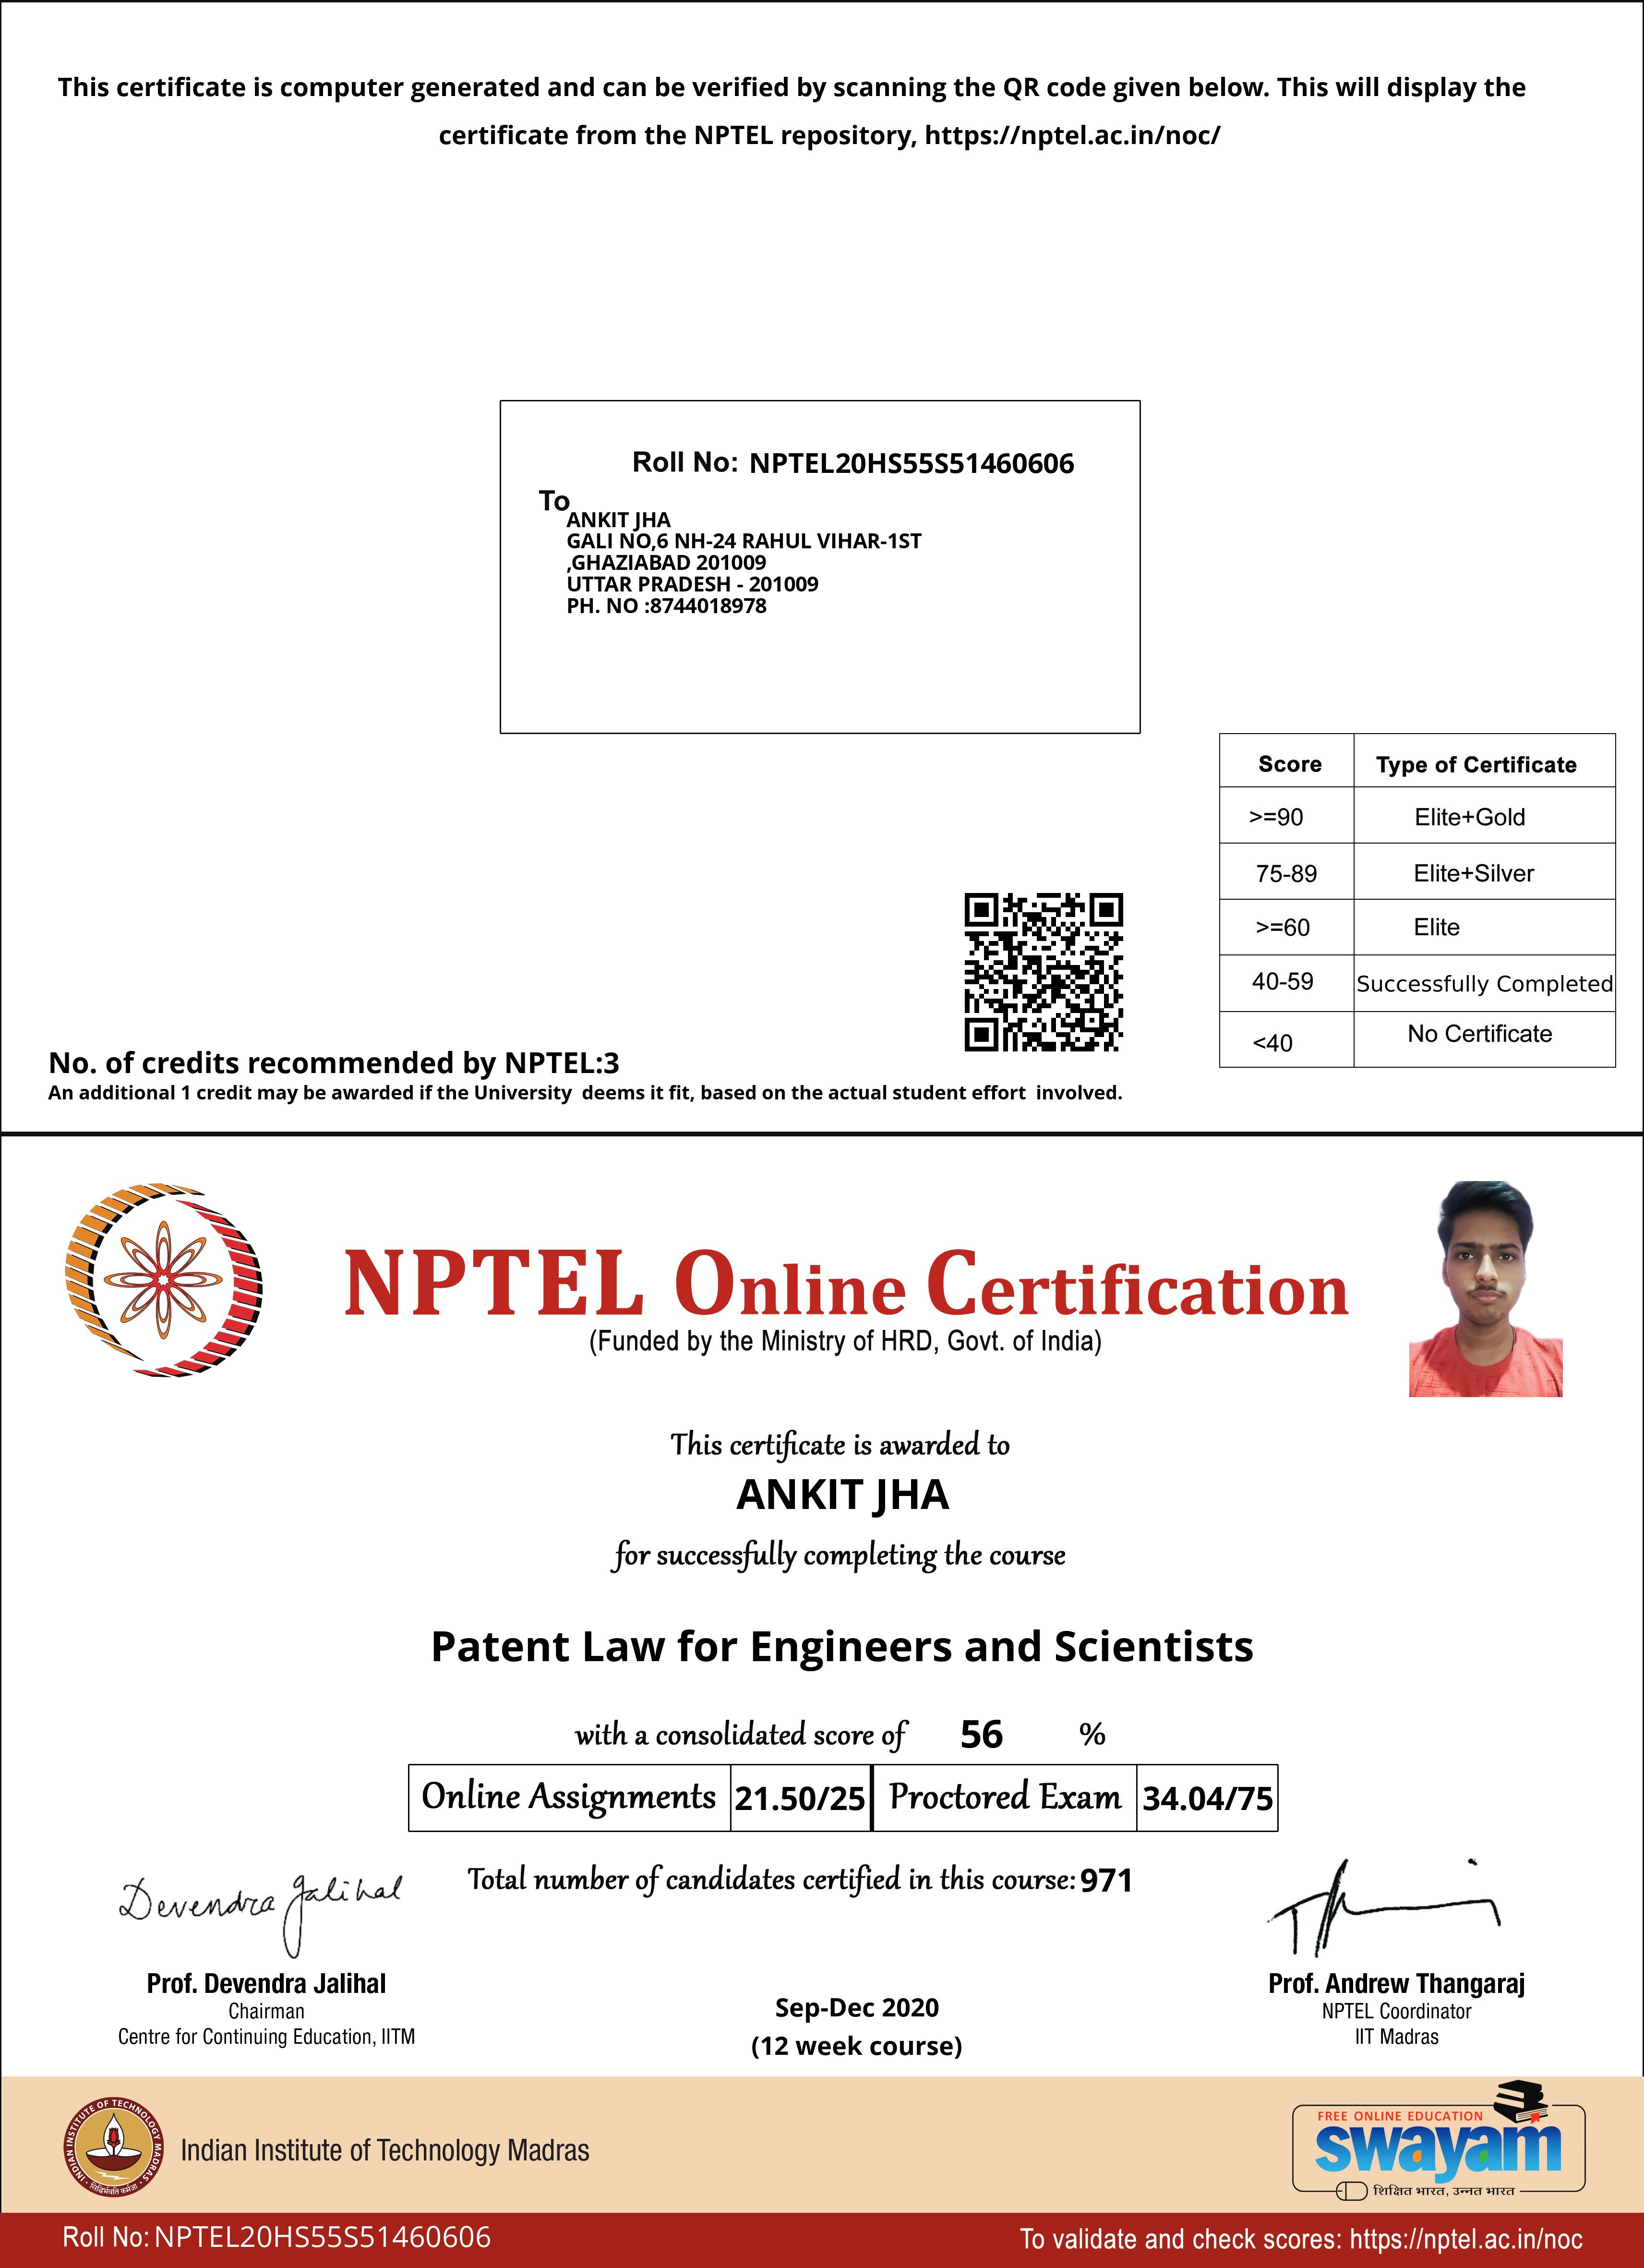 This certificate is computer generated and can be verified by scanning the QR code given below. This will display the
certificate from the NPTEL repository, https://nptel.ac.in/noc/
Roll No: NPTEL20HS55S51460606
To
ANKIT JHA
GALI NO,6 NH-24 RAHUL VIHAR-1ST
,GHAZIABAD 201009
UTTAR PRADESH - 201009
PH. NO :8744018978
Score Type of Certificate
>=90 Elite+Gold
75-89 Elite+Silver
>=60 Elite
40-59 Successfully Completed
<40 No Certificate
No. of credits recommended by NPTEL:3
An additional 1 credit may be awarded if the University deems it fit, based on the actual student effort involved.
NPTEL Online Certification
(Funded by the Ministry of HRD, Govt. of India)
This certificate is awarded to
ANKIT JHA
for successfully completing the course
Patent Law for Engineers and Scientists
with a consolidated score of 56 %
Online Assignments 21.50/25 Proctored Exam 34.04/75
Total number of candidates certified in this course: 971
Devendra Jalihal
Prof. Devendra Jalihal
Chairman
Centre for Continuing Education, IITM
Sep-Dec 2020
(12 week course)
Prof. Andrew Thangaraj
NPTEL Coordinator
IIT Madras
INDIAN INSTITUTE OF TECHNOLOGY MADRAS
सिद्धिर्भवति कर्मजा
Indian Institute of Technology Madras
FREE ONLINE EDUCATION
swayam
शिक्षित भारत, उन्नत भारत
Roll No: NPTEL20HS55S51460606
To validate and check scores: https://nptel.ac.in/noc